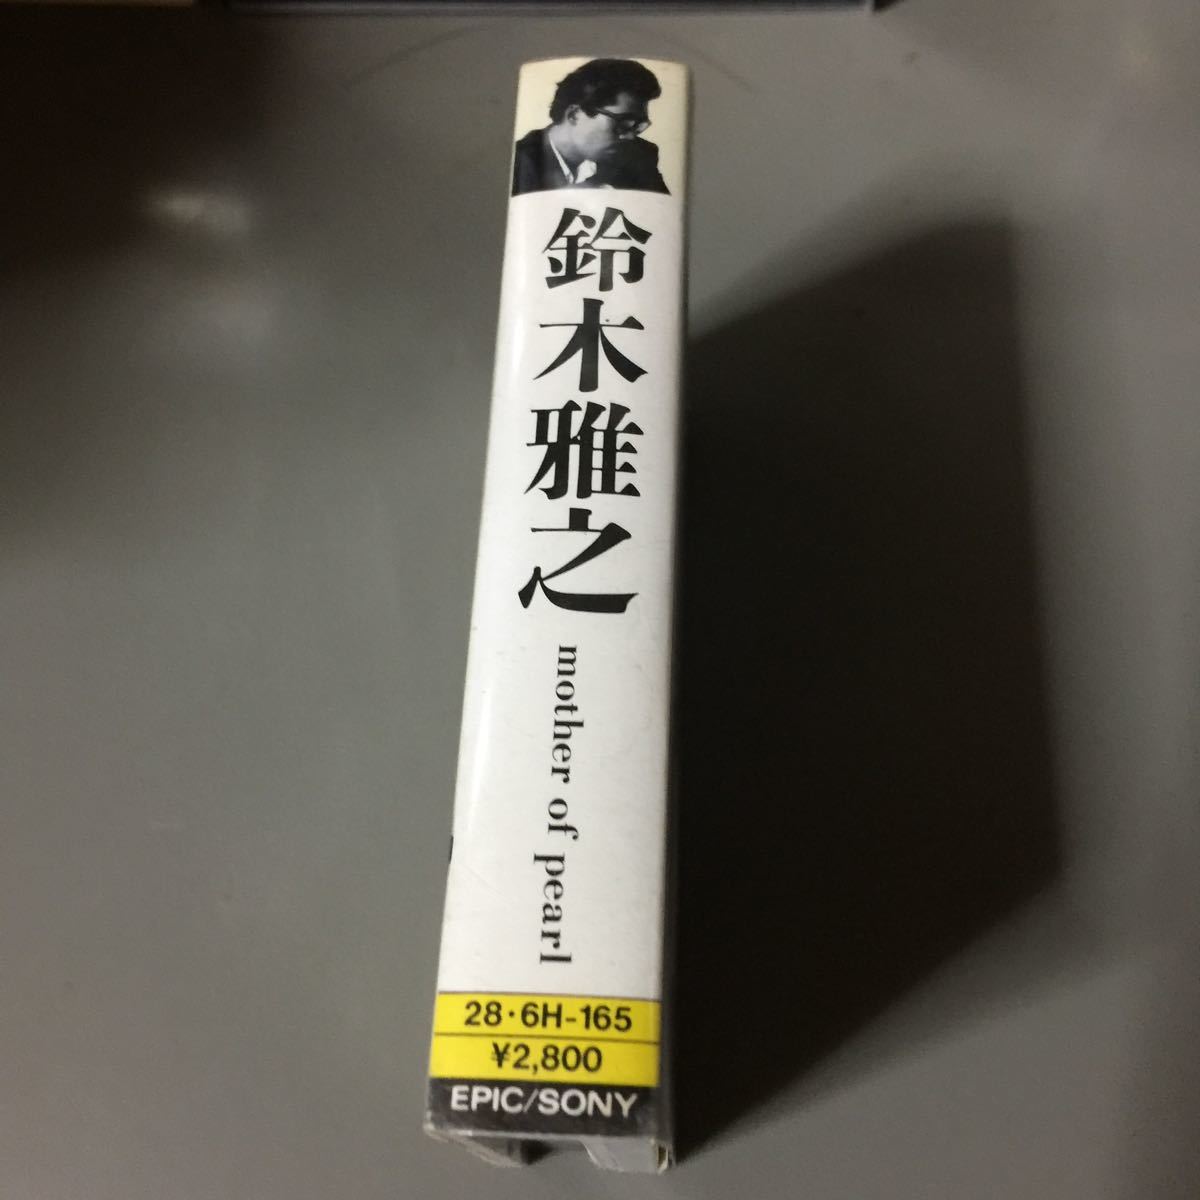 鈴木雅之
mother of pearl
28・6H-165
¥2,800
EPIC/SONY